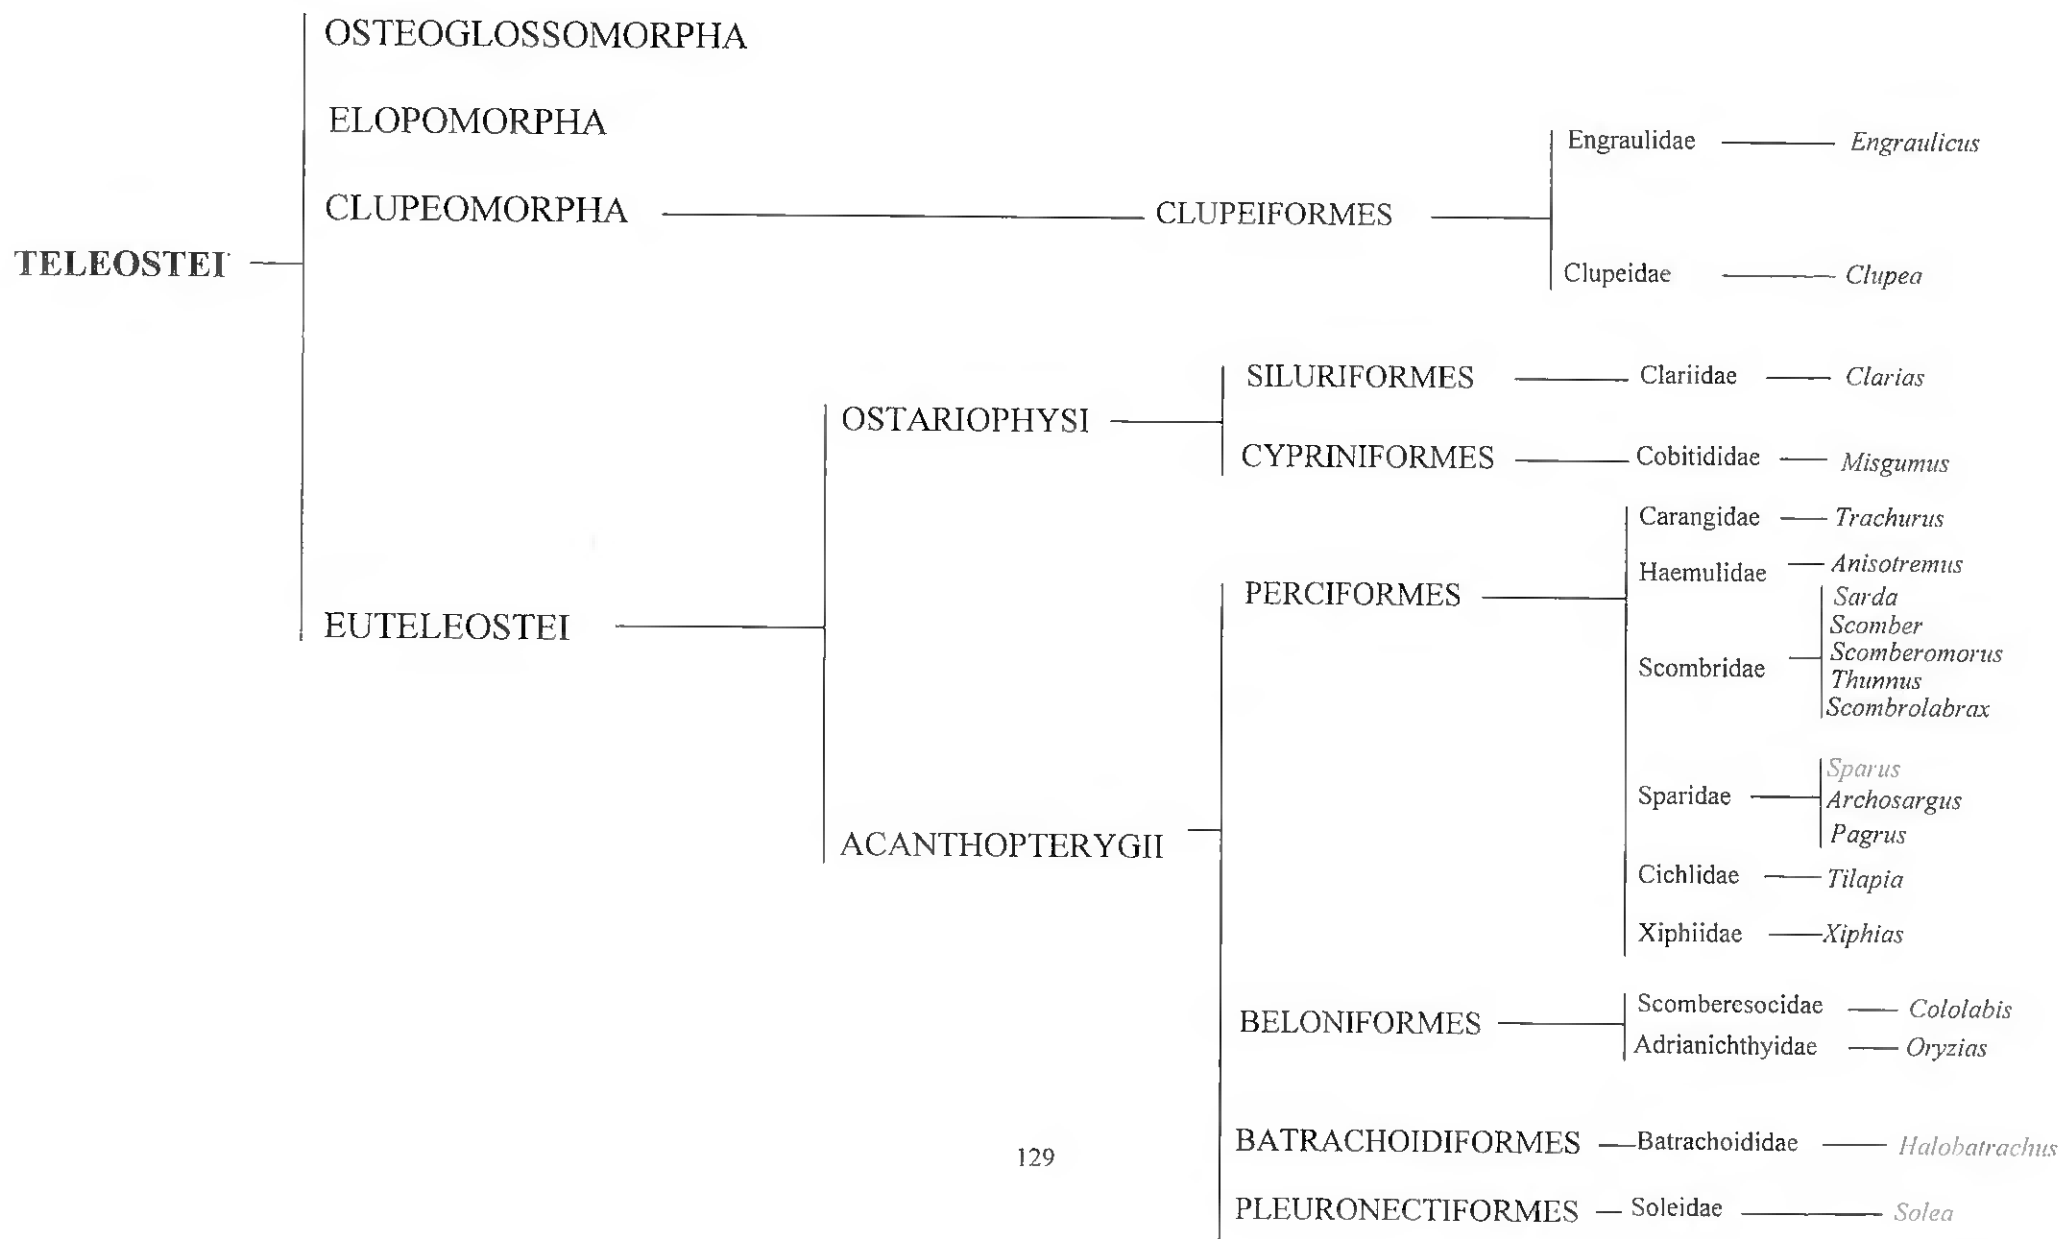 OSTEOGLOSSOMORPHA
ELOPOMORPHA
Engraulidae Engraulicus
CLUPEOMORPHA CLUPEIFORMES
TELEOSTEI
Clupeidae Clupea
SILURIFORMES Clariidae Clarias
OSTARIOPHYSI
CYPRINIFORMES Cobitididae Misgumus
Carangidae Trachurus
Haemulidae Anisotremus
PERCIFORMES Sarda
Scomber
EUTELEOSTEI
Scomberomorus
Scombridae
Thunnus
Scombrolabrax
Sparus
Sparidae Archosargus
Pagrus
ACANTHOPTERYGII
Cichlidae Tilapia
Xiphiidae Xiphias
Scomberesocidae Cololabis
BELONIFORMES
Adrianichthyidae Oryzias
BATRACHOIDIFORMES Batrachoididae Halobatrachus
129
PLEURONECTIFORMES Soleidae Solea